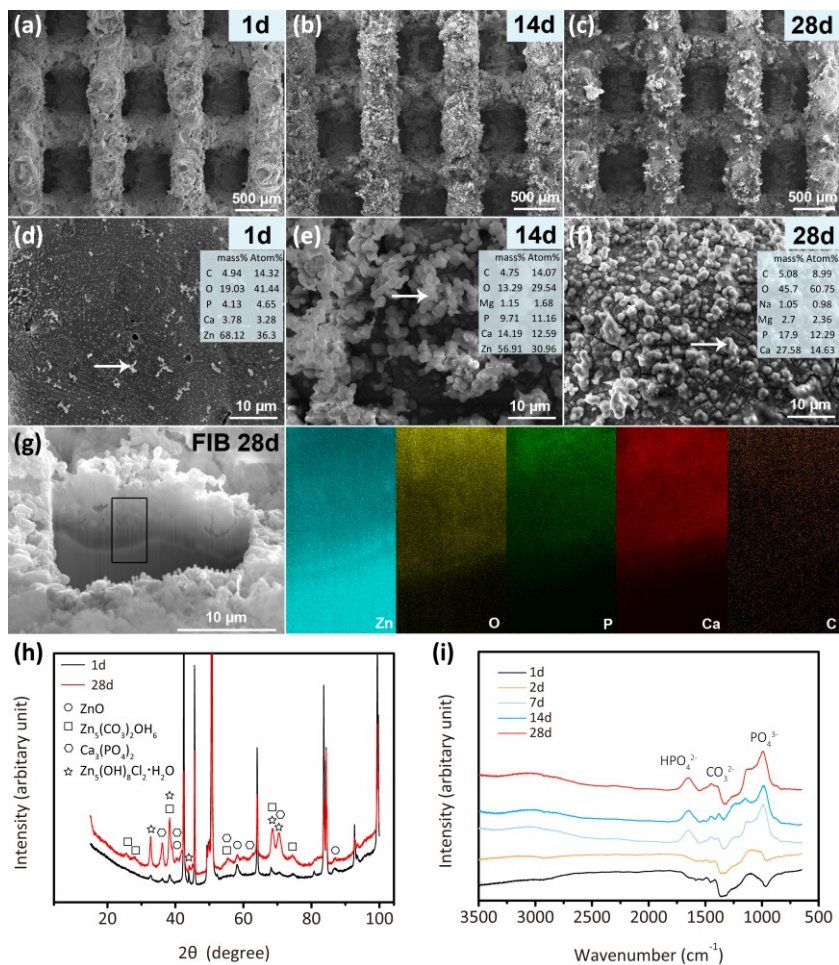 (a) 1d
500 μm
(b) 14d
500 μm
(c) 28d
500 μm
(d) 1d
mass% Atom%
C 4.94 14.32
O 19.03 41.44
P 4.13 4.65
Ca 3.78 3.28
Zn 68.12 36.3
10 μm
(e) 14d
mass% Atom%
C 4.75 14.07
O 13.29 29.54
Mg 1.15 1.68
P 9.71 11.16
Ca 14.19 12.59
Zn 56.91 30.96
10 μm
(f) 28d
mass% Atom%
C 5.08 8.99
O 45.7 60.75
Na 1.05 0.98
Mg 2.7 2.36
P 17.9 12.29
Ca 27.58 14.63
10 μm
(g) FIB 28d
10 μm
Zn
O
P
Ca
C
(h)
Intensity (arbitary unit)
1d
28d
ZnO
Zn₅(CO₃)₂OH₆
Ca₃(PO₄)₂
Zn₅(OH)₈Cl₂·H₂O
0 20 40 60 80 100
2θ (degree)
(i)
Intensity (arbitary unit)
1d
2d
7d
14d
28d
HPO₄²⁻
CO₃²⁻
PO₄³⁻
3500 3000 2500 2000 1500 1000 500
Wavenumber (cm⁻¹)